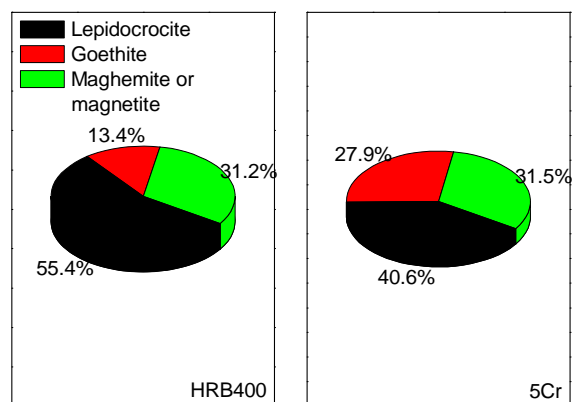 Lepidocrocite
Goethite
Maghemite or
magnetite
13.4%
31.2%
55.4%
HRB400
27.9%
31.5%
40.6%
5Cr